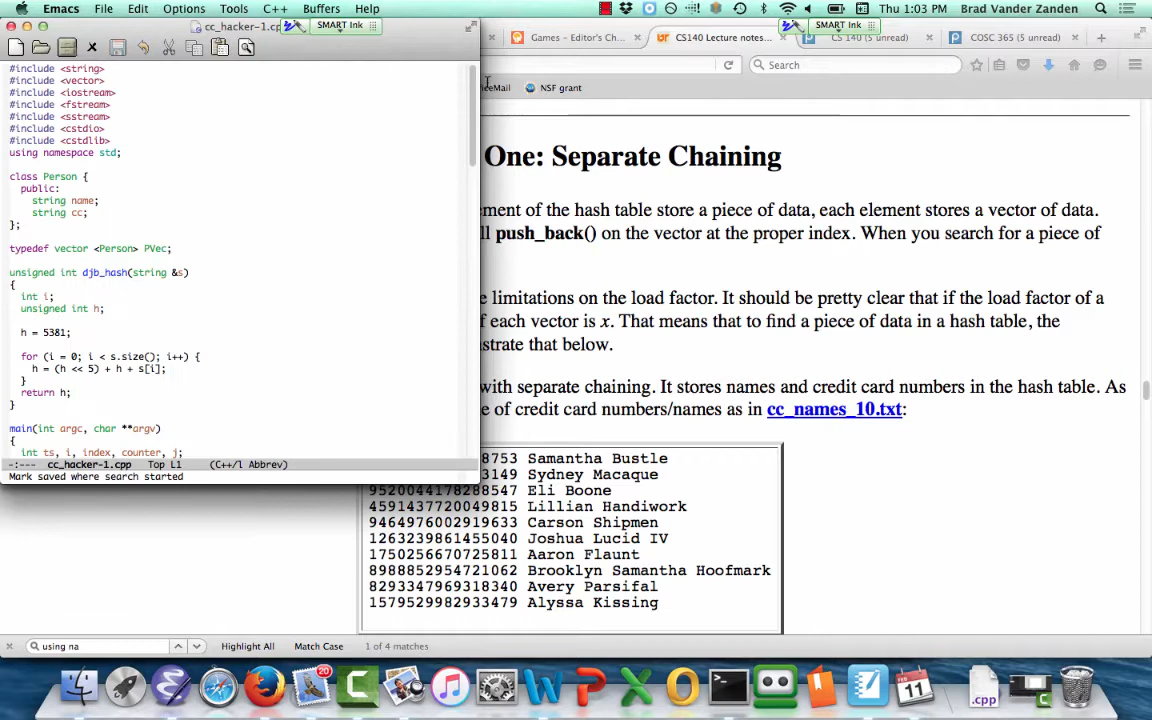 Emacs File Edit Options Tools C++ Buffers Help Thu 1:03 PM Brad Vander Zanden
cc_hacker-1.cp SMART Ink SMART Ink
Games – Editor's Ch... CS140 Lecture notes... CS 140 (5 unread) COSC 365 (5 unread)
Search
eMail NSF grant
#include <string>
#include <vector>
#include <iostream>
#include <fstream>
#include <sstream>
#include <cstdio>
#include <cstdlib>
using namespace std;
class Person {
public:
string name;
string cc;
};
typedef vector <Person> PVec;
unsigned int djb_hash(string &s)
{
int i;
unsigned int h;
h = 5381;
for (i = 0; i < s.size(); i++) {
h = (h << 5) + h + s[i];
}
return h;
}
main(int argc, char **argv)
{
int ts, i, index, counter, j;
-:--- cc_hacker-1.cpp Top L1 (C++/l Abbrev)
Mark saved where search started
One: Separate Chaining
ment of the hash table store a piece of data, each element stores a vector of data.
ll push_back() on the vector at the proper index. When you search for a piece of
e limitations on the load factor. It should be pretty clear that if the load factor of a
f each vector is x. That means that to find a piece of data in a hash table, the
strate that below.
with separate chaining. It stores names and credit card numbers in the hash table. As
e of credit card numbers/names as in cc_names_10.txt:
8753 Samantha Bustle
3149 Sydney Macaque
9520044178288547 Eli Boone
4591437720049815 Lillian Handiwork
9464976002919633 Carson Shipmen
1263239861455040 Joshua Lucid IV
1750256670725811 Aaron Flaunt
8988852954721062 Brooklyn Samantha Hoofmark
8293347969318340 Avery Parsifal
1579529982933479 Alyssa Kissing
using na Highlight All Match Case 1 of 4 matches
20
FEB
11
.cpp